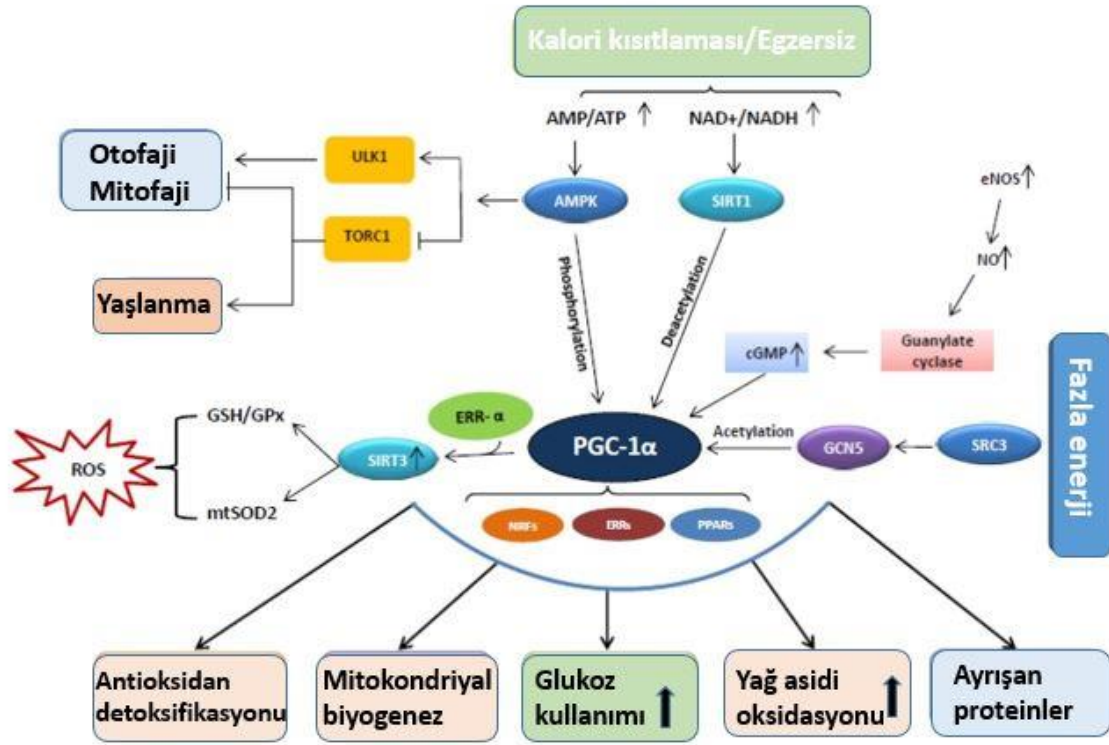 Kalori kısıtlaması/Egzersiz
AMP/ATP ↑
NAD+/NADH ↑
Otofaji
Mitofaji
ULK1
AMPK
SIRT1
eNOS↑
TORC1
NO↑
Yaşlanma
Phosphorylation
Deacetylation
cGMP↑
Guanylate
cyclase
Fazla enerji
GSH/GPx
ERR- α
ROS
SIRT3↑
PGC-1α
Acetylation
GCN5
SRC3
mtSOD2
NRFs
ERRs
PPARs
Antioksidan
detoksifikasyonu
Mitokondriyal
biyogenez
Glukoz
kullanımı ↑
Yağ asidi
oksidasyonu ↑
Ayrışan
proteinler